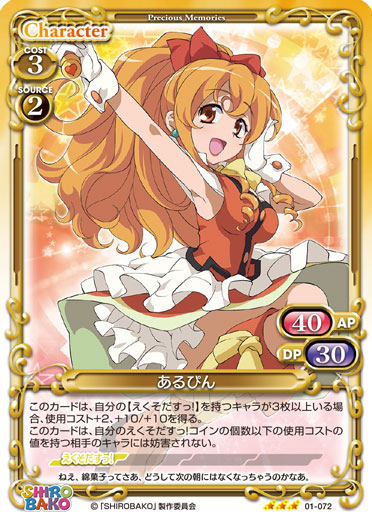 Precious Memories
Character
COST
3
SOURCE
2
40 AP
DP 30
あるぴん
このカードは、自分の【えくそだすっ!】を持つキャラが3枚以上いる場
合、使用コスト+2、+10/+10を得る。
このカードは、自分のえくそだすっ!コインの個数以下の使用コストの
値を持つ相手のキャラには妨害されない。
えくそだすっ!
ねえ、綿菓子ってさあ、どうして次の朝にはなくなっちゃうのかなあ。
SHIRO
BAKO
©「SHIROBAKO」製作委員会
★★★ 01-072